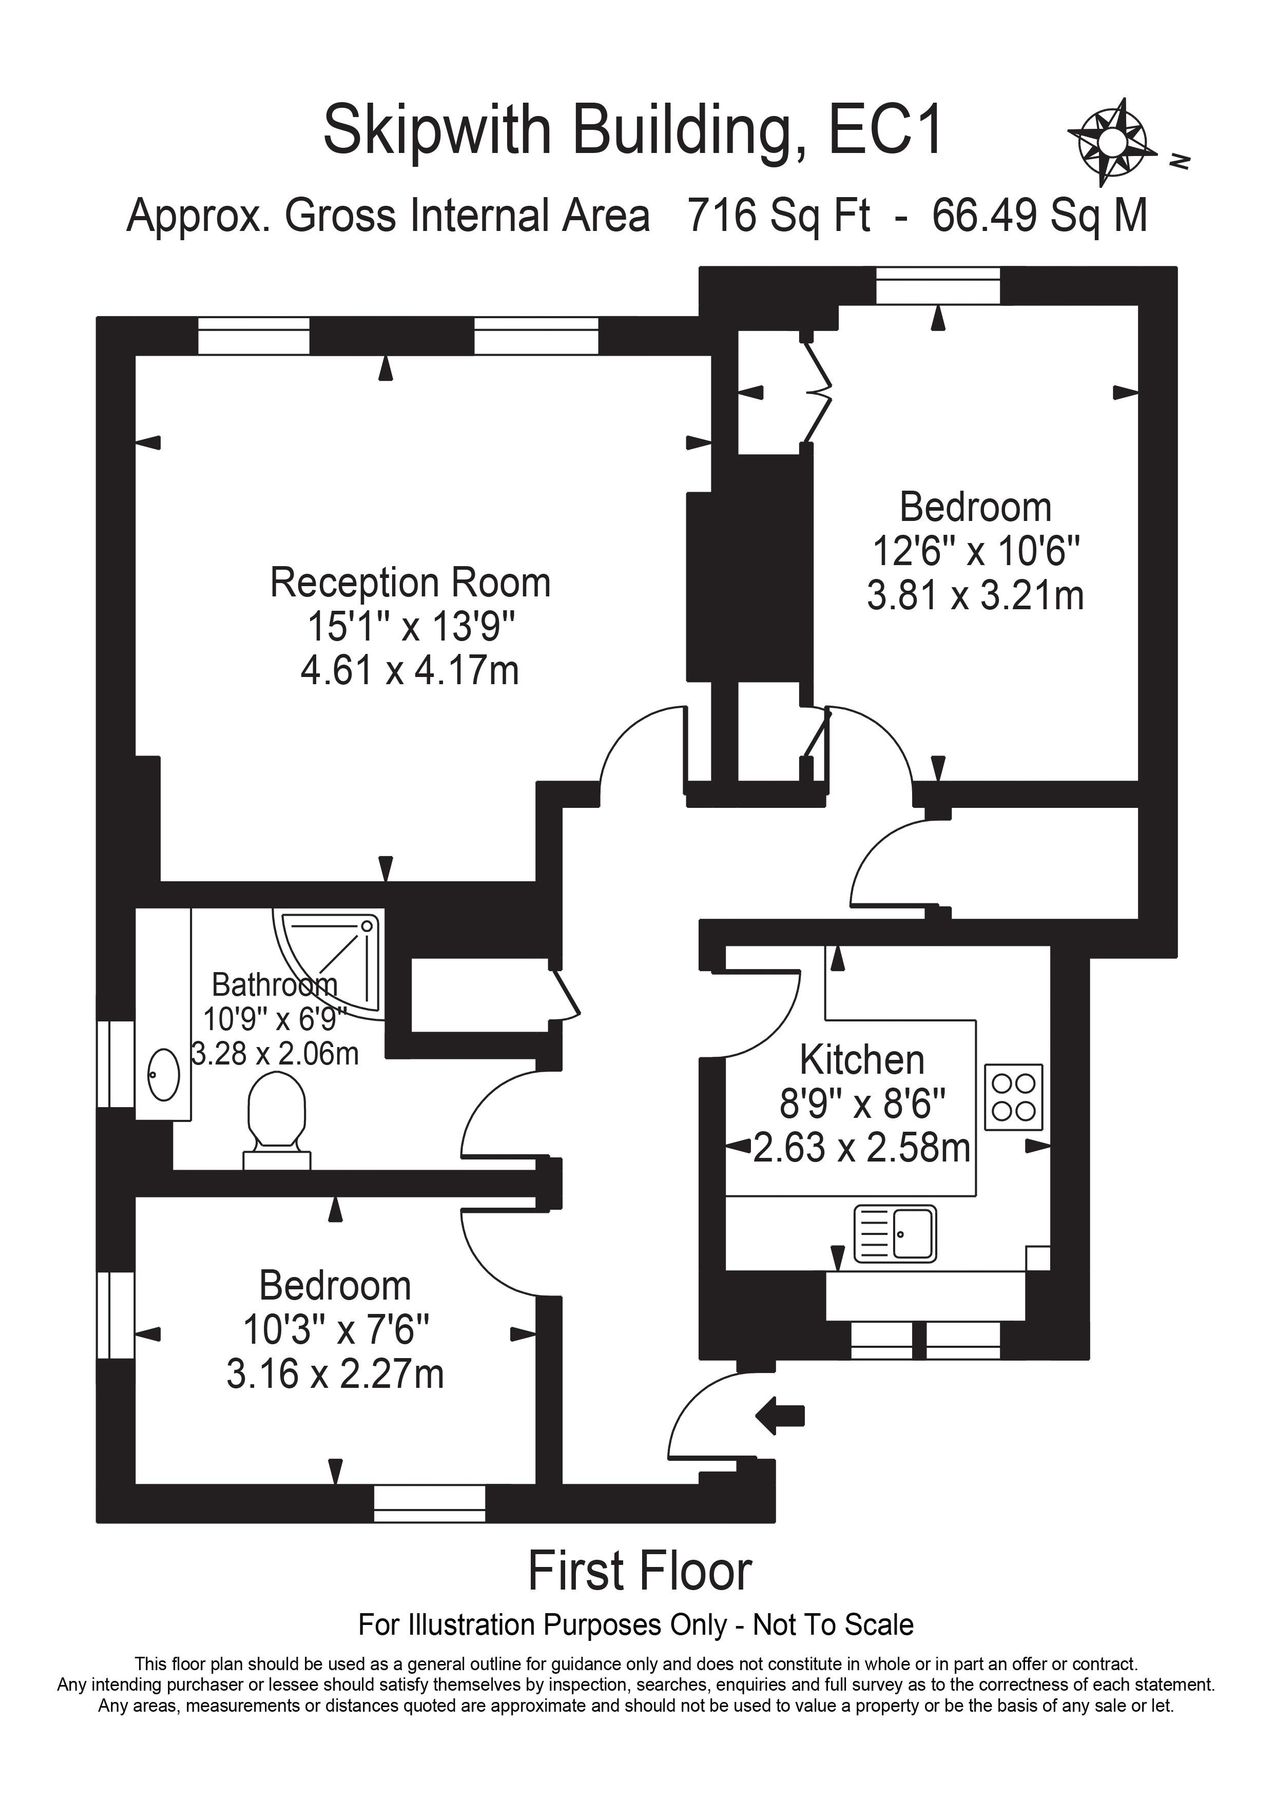 Skipwith Building, EC1
N
Approx. Gross Internal Area 716 Sq Ft - 66.49 Sq M
Bedroom
12'6" x 10'6"
3.81 x 3.21m
Reception Room
15'1" x 13'9"
4.61 x 4.17m
Bathroom
10'9" x 6'9"
3.28 x 2.06m
Kitchen
8'9" x 8'6"
2.63 x 2.58m
Bedroom
10'3" x 7'6"
3.16 x 2.27m
First Floor
For Illustration Purposes Only - Not To Scale
This floor plan should be used as a general outline for guidance only and does not constitute in whole or in part an offer or contract.
Any intending purchaser or lessee should satisfy themselves by inspection, searches, enquiries and full survey as to the correctness of each statement.
Any areas, measurements or distances quoted are approximate and should not be used to value a property or be the basis of any sale or let.